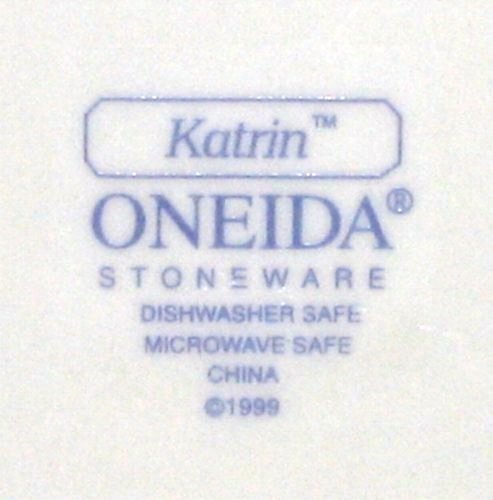 Katrin™
ONEIDA®
STONEWARE
DISHWASHER SAFE
MICROWAVE SAFE
CHINA
©1999